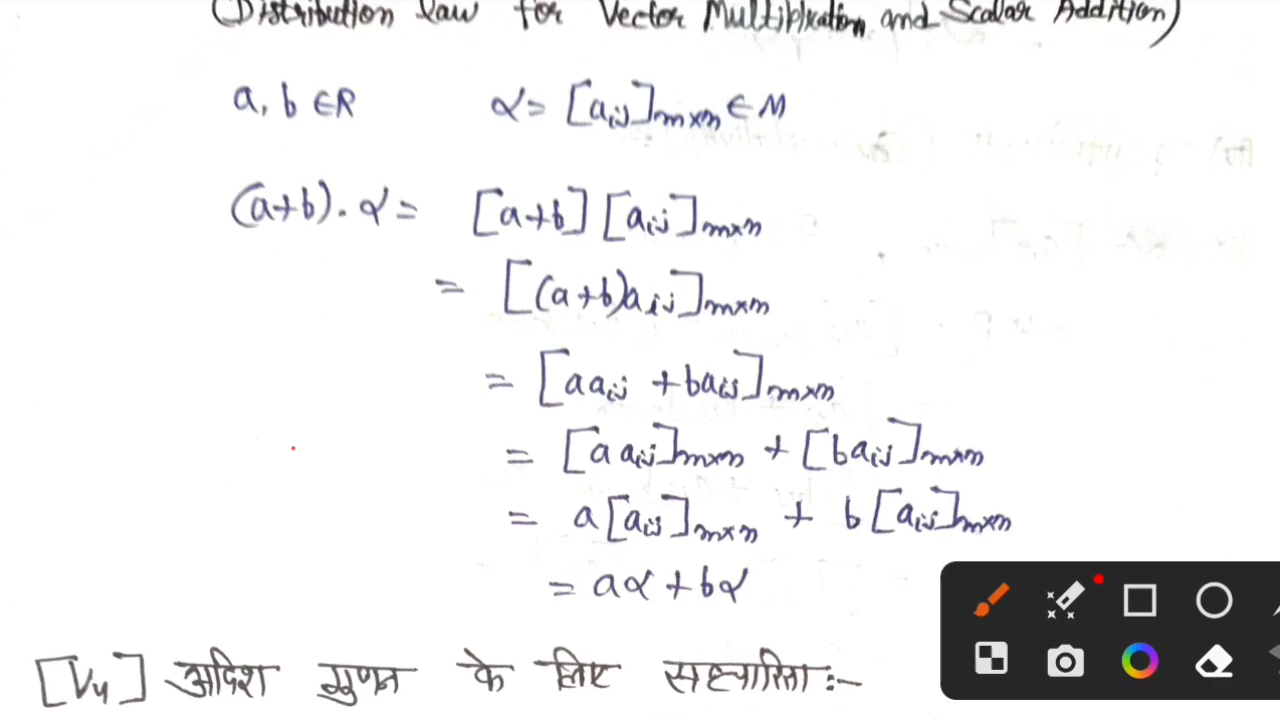 (Distribution law for Vector Multiplication and Scalar Addition)
a, b ∈R α= [aij]m×n ∈ M
(a+b). α = [a+b] [aij]m×n
= [(a+b)aij]m×n
= [aaij +baij]m×n
= [a aij]m×n + [baij]m×n
= a[aij]m×n + b[aij]m×n
= aα + bα
[V4] अदिश गुणन के लिए सहचारिता :-